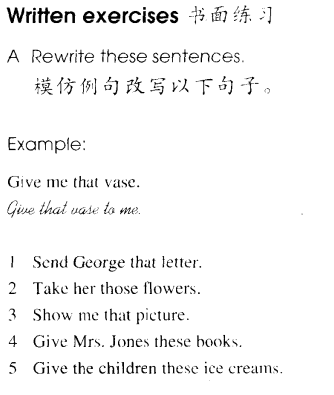 Written exercises 书面练习
A Rewrite these sentences.
模仿例句改写以下句子。
Example:
Give me that vase.
Give that vase to me.
1 Send George that letter.
2 Take her those flowers.
3 Show me that picture.
4 Give Mrs. Jones these books.
5 Give the children these ice creams.